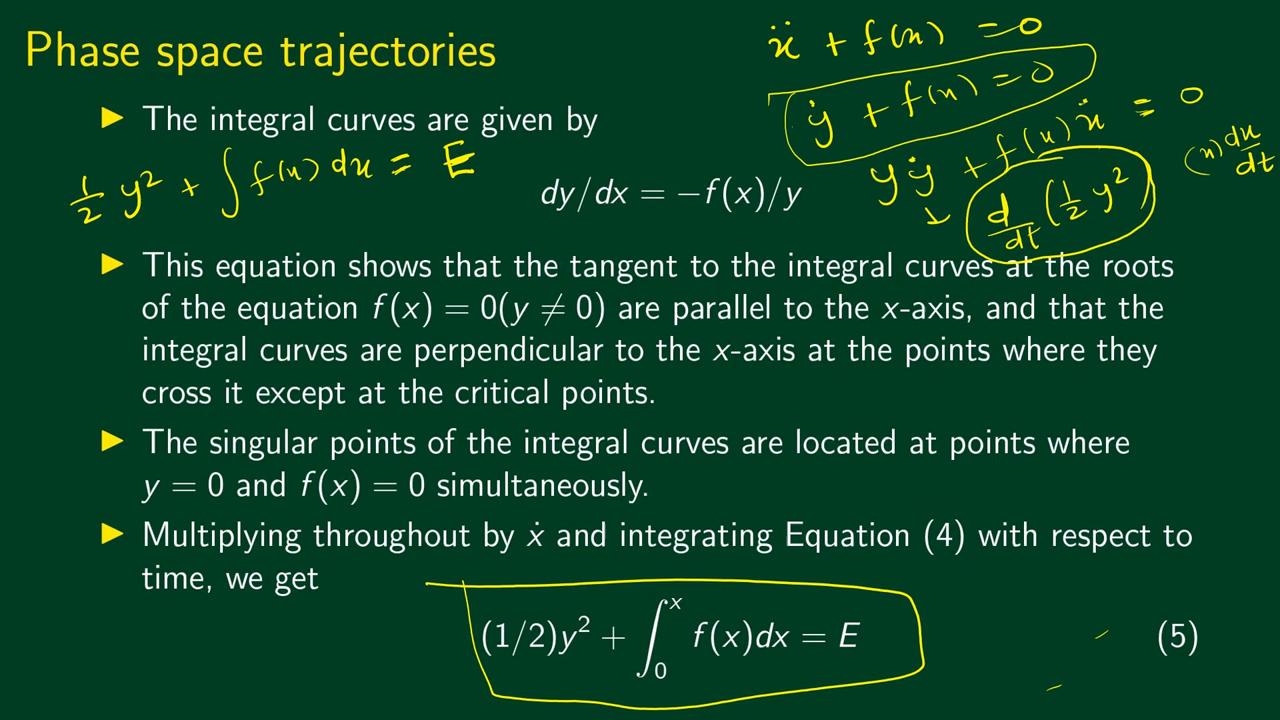 Phase space trajectories
ẍ + f(x) = 0
ẏ + f(x) = 0
▶ The integral curves are given by
yẏ + f(x)ẋ = 0
(x) dx/dt
1/2 y² + ∫ f(x) dx = E
dy/dx = −f(x)/y
d/dt (1/2 y²)
▶ This equation shows that the tangent to the integral curves at the roots
of the equation f(x) = 0(y ≠ 0) are parallel to the x-axis, and that the
integral curves are perpendicular to the x-axis at the points where they
cross it except at the critical points.
▶ The singular points of the integral curves are located at points where
y = 0 and f(x) = 0 simultaneously.
▶ Multiplying throughout by ẋ and integrating Equation (4) with respect to
time, we get
(1/2)y² + ∫₀ˣ f(x)dx = E (5)